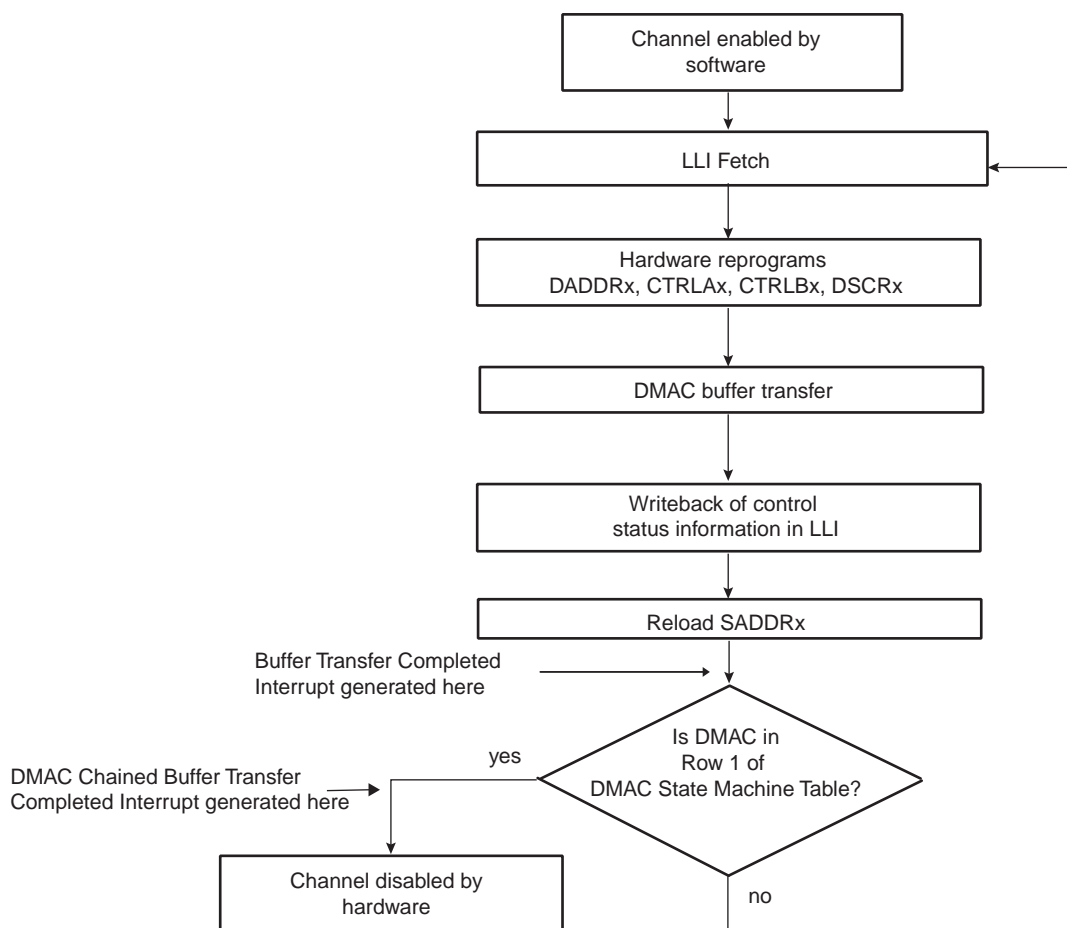 Channel enabled by
software
LLI Fetch
Hardware reprograms
DADDRx, CTRLAx, CTRLBx, DSCRx
DMAC buffer transfer
Writeback of control
status information in LLI
Reload SADDRx
Buffer Transfer Completed
Interrupt generated here
Is DMAC in
Row 1 of
DMAC State Machine Table?
yes
DMAC Chained Buffer Transfer
Completed Interrupt generated here
Channel disabled by
hardware
no